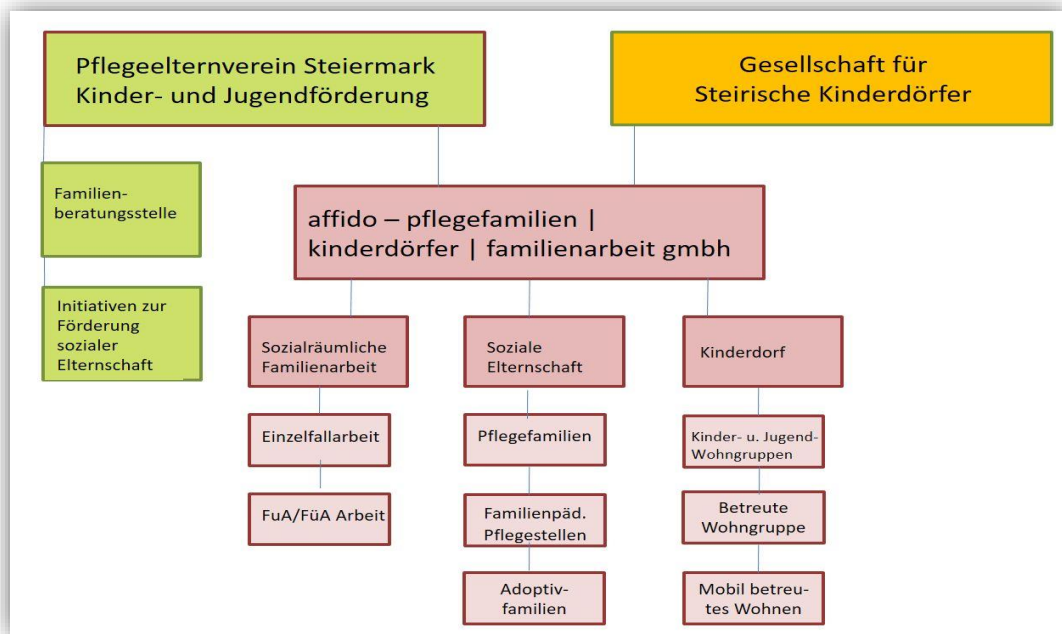 Pflegeelternverein Steiermark
Kinder- und Jugendförderung
Gesellschaft für
Steirische Kinderdörfer
Familien-
beratungsstelle
Initiativen zur
Förderung
sozialer
Elternschaft
affido – pflegefamilien |
kinderdörfer | familienarbeit gmbh
Sozialräumliche
Familienarbeit
Einzelfallarbeit
FuA/FüA Arbeit
Soziale
Elternschaft
Pflegefamilien
Familienpäd.
Pflegestellen
Adoptiv-
familien
Kinderdorf
Kinder- u. Jugend-
Wohngruppen
Betreute
Wohngruppe
Mobil betreu-
tes Wohnen